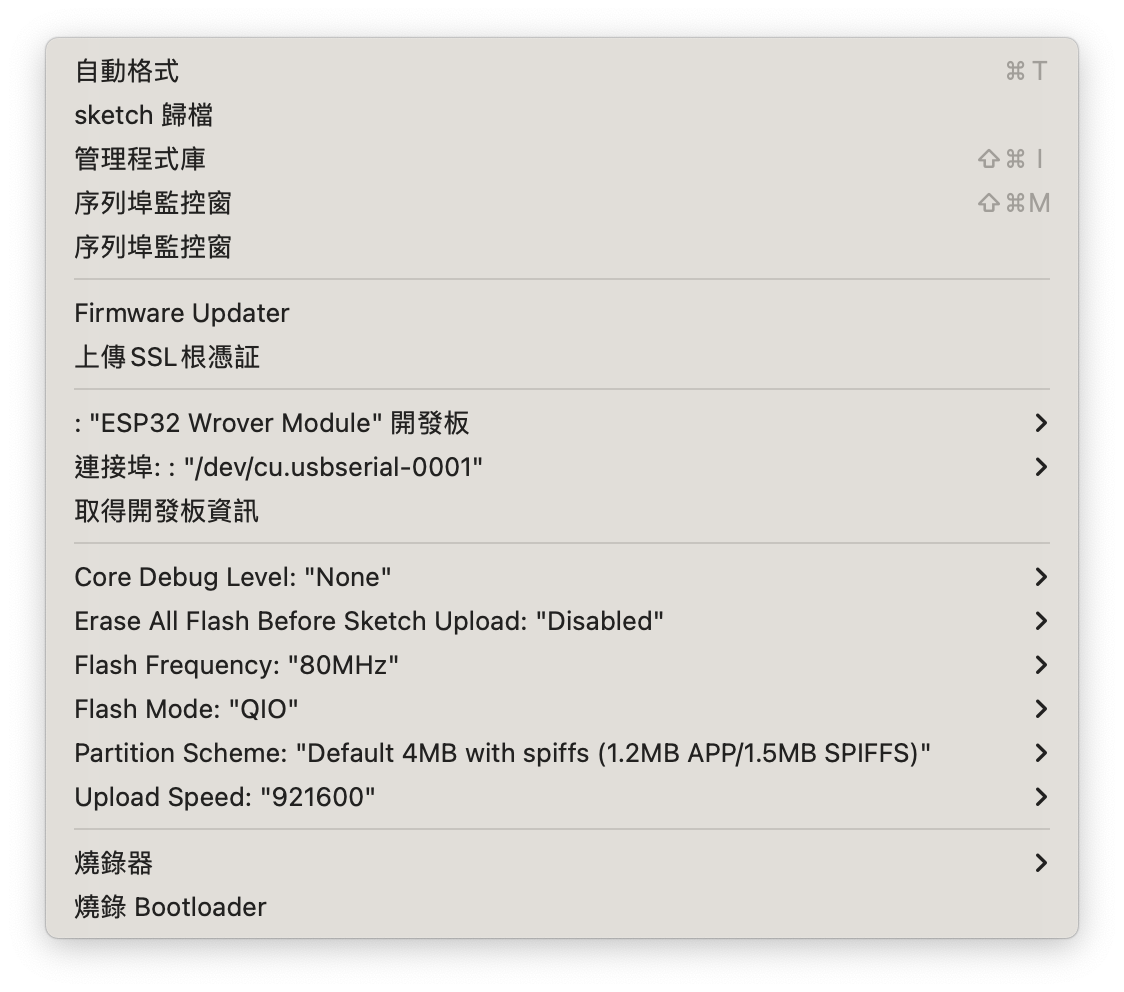 自動格式 ⌘ T
sketch 歸檔
管理程式庫 ⇧ ⌘ I
序列埠監控窗 ⇧ ⌘ M
序列埠監控窗
Firmware Updater
上傳SSL根憑証
: "ESP32 Wrover Module" 開發板
連接埠: : "/dev/cu.usbserial-0001"
取得開發板資訊
Core Debug Level: "None"
Erase All Flash Before Sketch Upload: "Disabled"
Flash Frequency: "80MHz"
Flash Mode: "QIO"
Partition Scheme: "Default 4MB with spiffs (1.2MB APP/1.5MB SPIFFS)"
Upload Speed: "921600"
燒錄器
燒錄 Bootloader